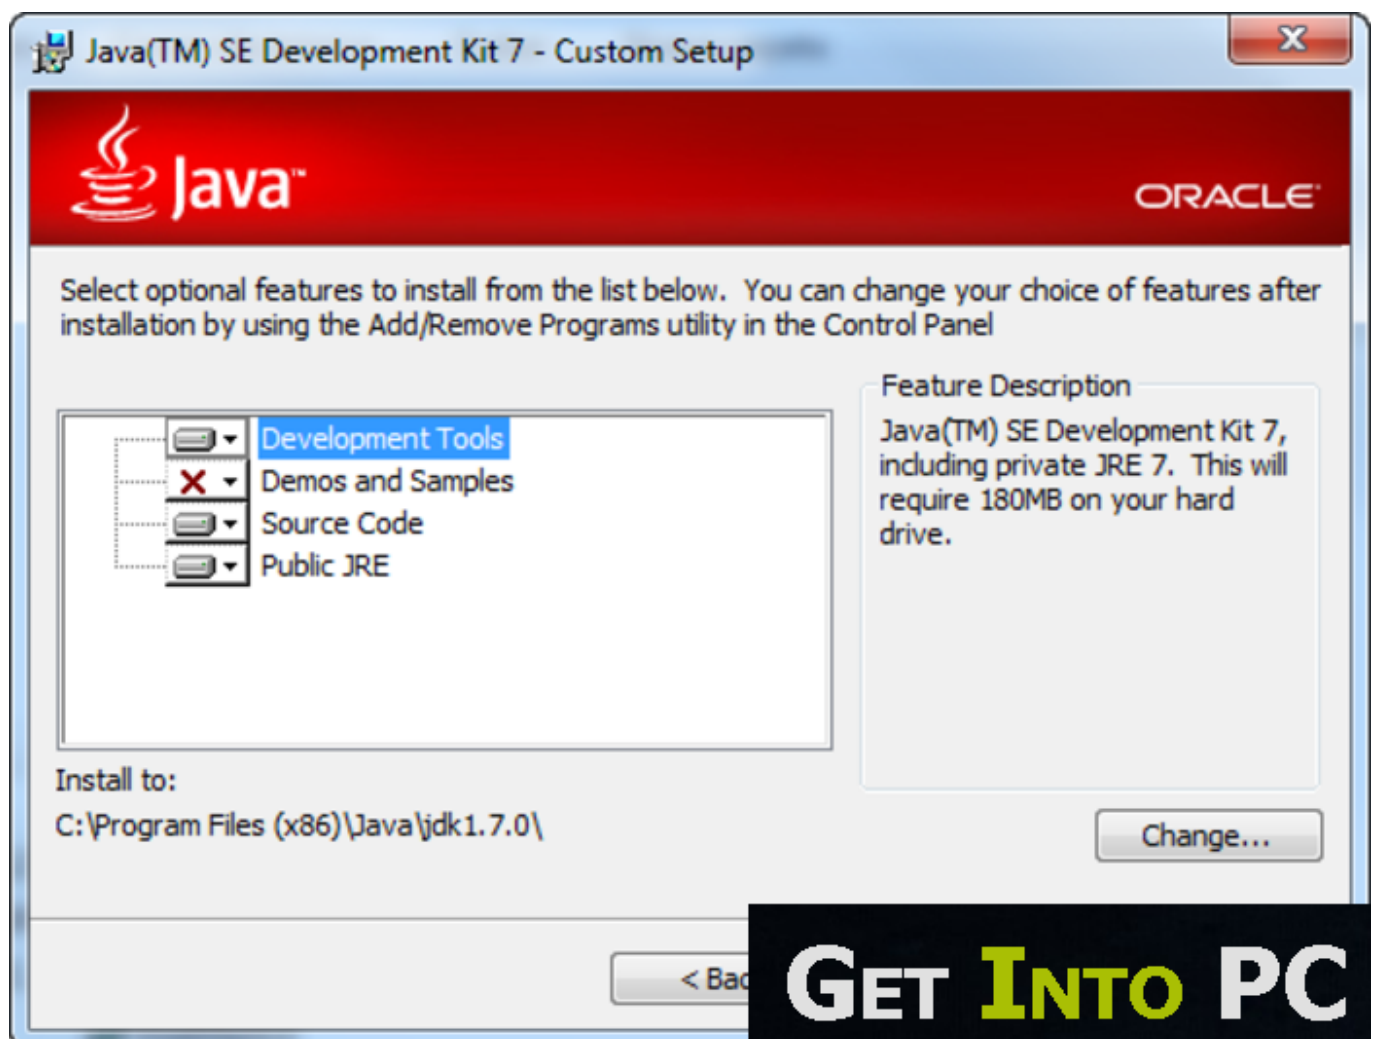 Java(TM) SE Development Kit 7 - Custom Setup
Java™
ORACLE
Select optional features to install from the list below. You can change your choice of features after
installation by using the Add/Remove Programs utility in the Control Panel
Development Tools
Demos and Samples
Source Code
Public JRE
Feature Description
Java(TM) SE Development Kit 7,
including private JRE 7. This will
require 180MB on your hard
drive.
Install to:
C:\Program Files (x86)\Java\jdk1.7.0\
Change...
< Bac
GET INTO PC